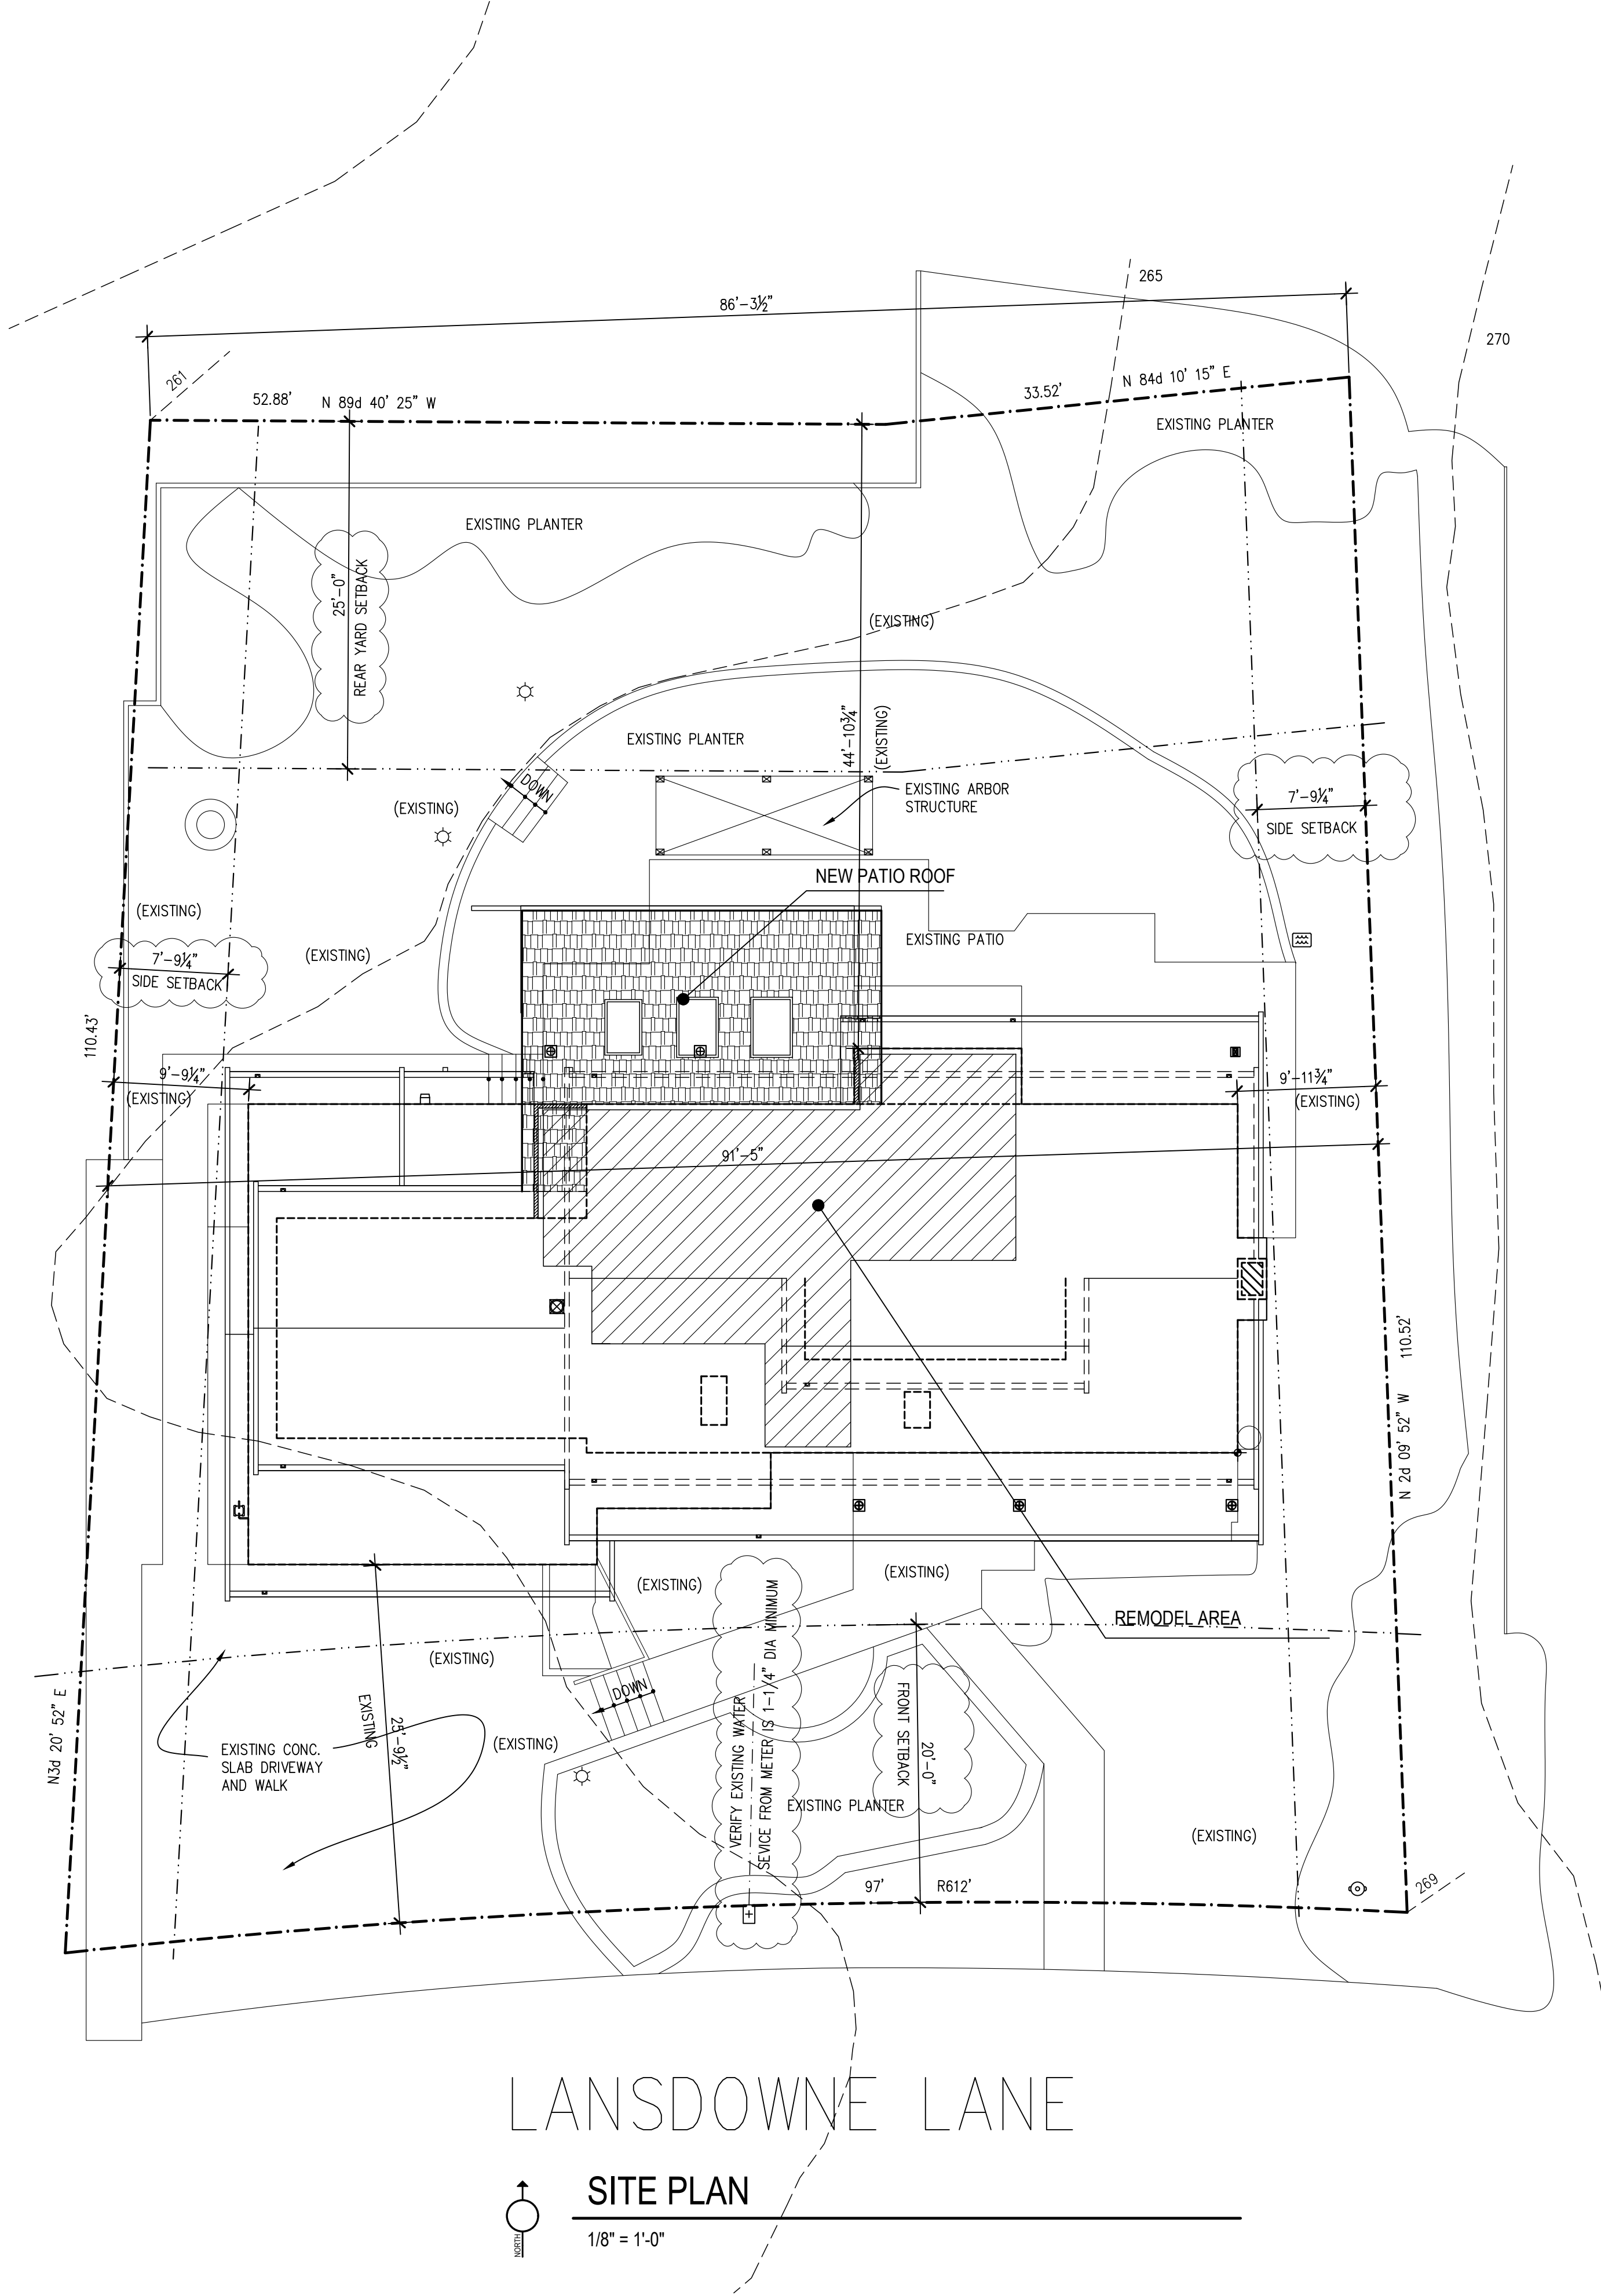 265
86'-3½"
270
261
52.88'
N 89d 40' 25" W
33.52'
N 84d 10' 15" E
EXISTING PLANTER
EXISTING PLANTER
25'-0"
REAR YARD SETBACK
(EXISTING)
44'-10¾"
(EXISTING)
EXISTING PLANTER
DOWN
(EXISTING)
EXISTING ARBOR
STRUCTURE
7'-9¼"
SIDE SETBACK
NEW PATIO ROOF
(EXISTING)
EXISTING PATIO
(EXISTING)
7'-9¼"
SIDE SETBACK
110.43'
9'-9¼"
(EXISTING)
9'-11¾"
(EXISTING)
91'-5"
110.52'
N 2d 09' 52" W
(EXISTING)
(EXISTING)
REMODEL AREA
(EXISTING)
DOWN
N3d 20' 52" E
EXISTING
25'-9½"
(EXISTING)
EXISTING CONC.
SLAB DRIVEWAY
AND WALK
VERIFY EXISTING WATER
SEVICE FROM METER IS 1-1/4" DIA MINIMUM
FRONT SETBACK
20'-0"
EXISTING PLANTER
(EXISTING)
97'
R612'
269
LANSDOWNE LANE
SITE PLAN
NORTH
1/8" = 1'-0"